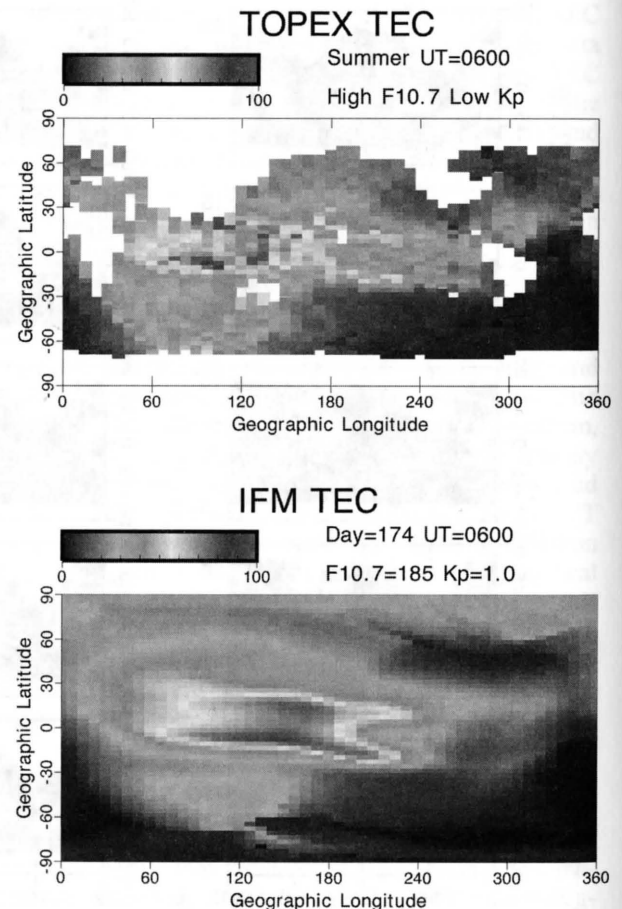 TOPEX TEC
Summer UT=0600
0 100
High F10.7 Low Kp
90
60
30
0
-30
-60
-90
Geographic Latitude
60 120 180 240 300 360
Geographic Longitude
IFM TEC
Day=174 UT=0600
0 100
F10.7=185 Kp=1.0
90
60
30
0
-30
-60
-90
Geographic Latitude
0 60 120 180 240 300 360
Geographic Longitude